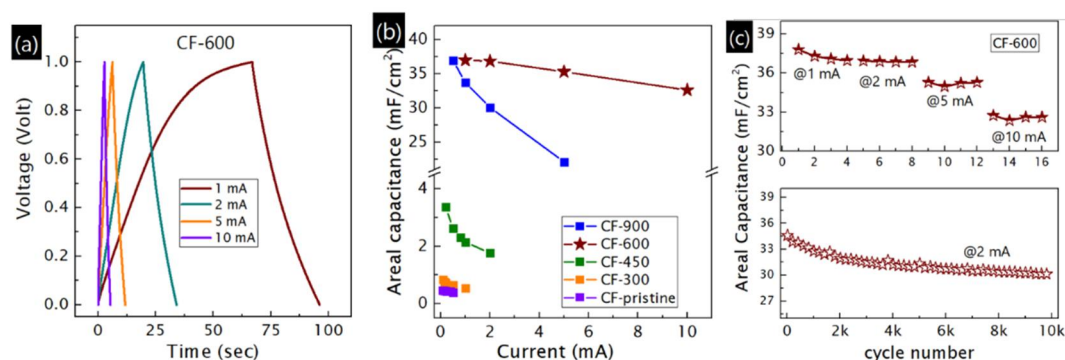 (a)
CF-600
Voltage (Volt)
1.0
0.8
0.6
0.4
0.2
0.0
1 mA
2 mA
5 mA
10 mA
0 25 50 75 100
Time (sec)
(b)
Areal capacitance (mF/cm²)
40
35
30
25
4
2
0
CF-900
CF-600
CF-450
CF-300
CF-pristine
0 2 4 6 8 10
Current (mA)
(c)
Areal Capacitance (mF/cm²)
CF-600
39
36
33
30
@1 mA
@2 mA
@5 mA
@10 mA
0 2 4 6 8 10 12 14 16
39
36
33
30
27
@2 mA
0 2k 4k 6k 8k 10k
cycle number